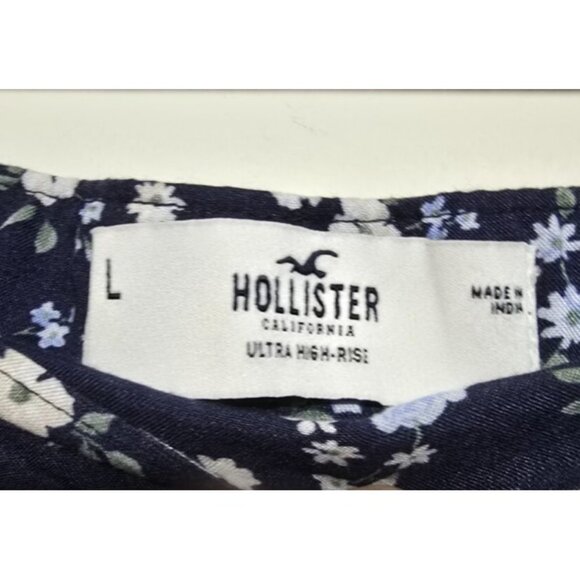 L
HOLLISTER
CALIFORNIA
ULTRA HIGH-RISE
MADE IN
INDIA